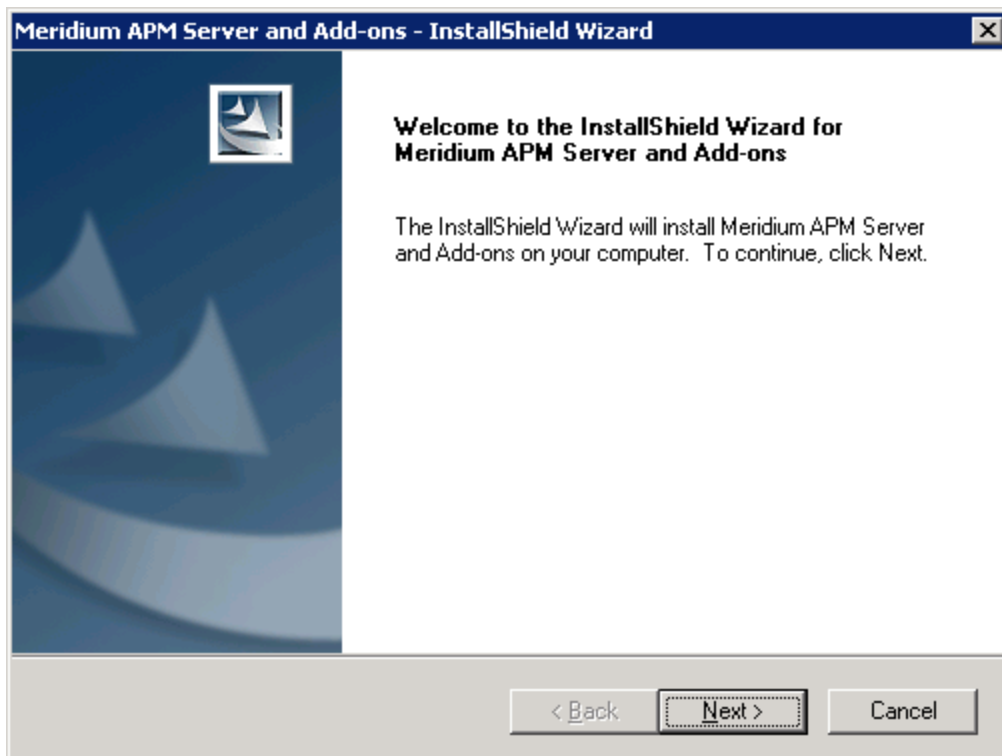 Meridium APM Server and Add-ons - InstallShield Wizard
Welcome to the InstallShield Wizard for
Meridium APM Server and Add-ons
The InstallShield Wizard will install Meridium APM Server
and Add-ons on your computer.  To continue, click Next.
< Back
Next >
Cancel